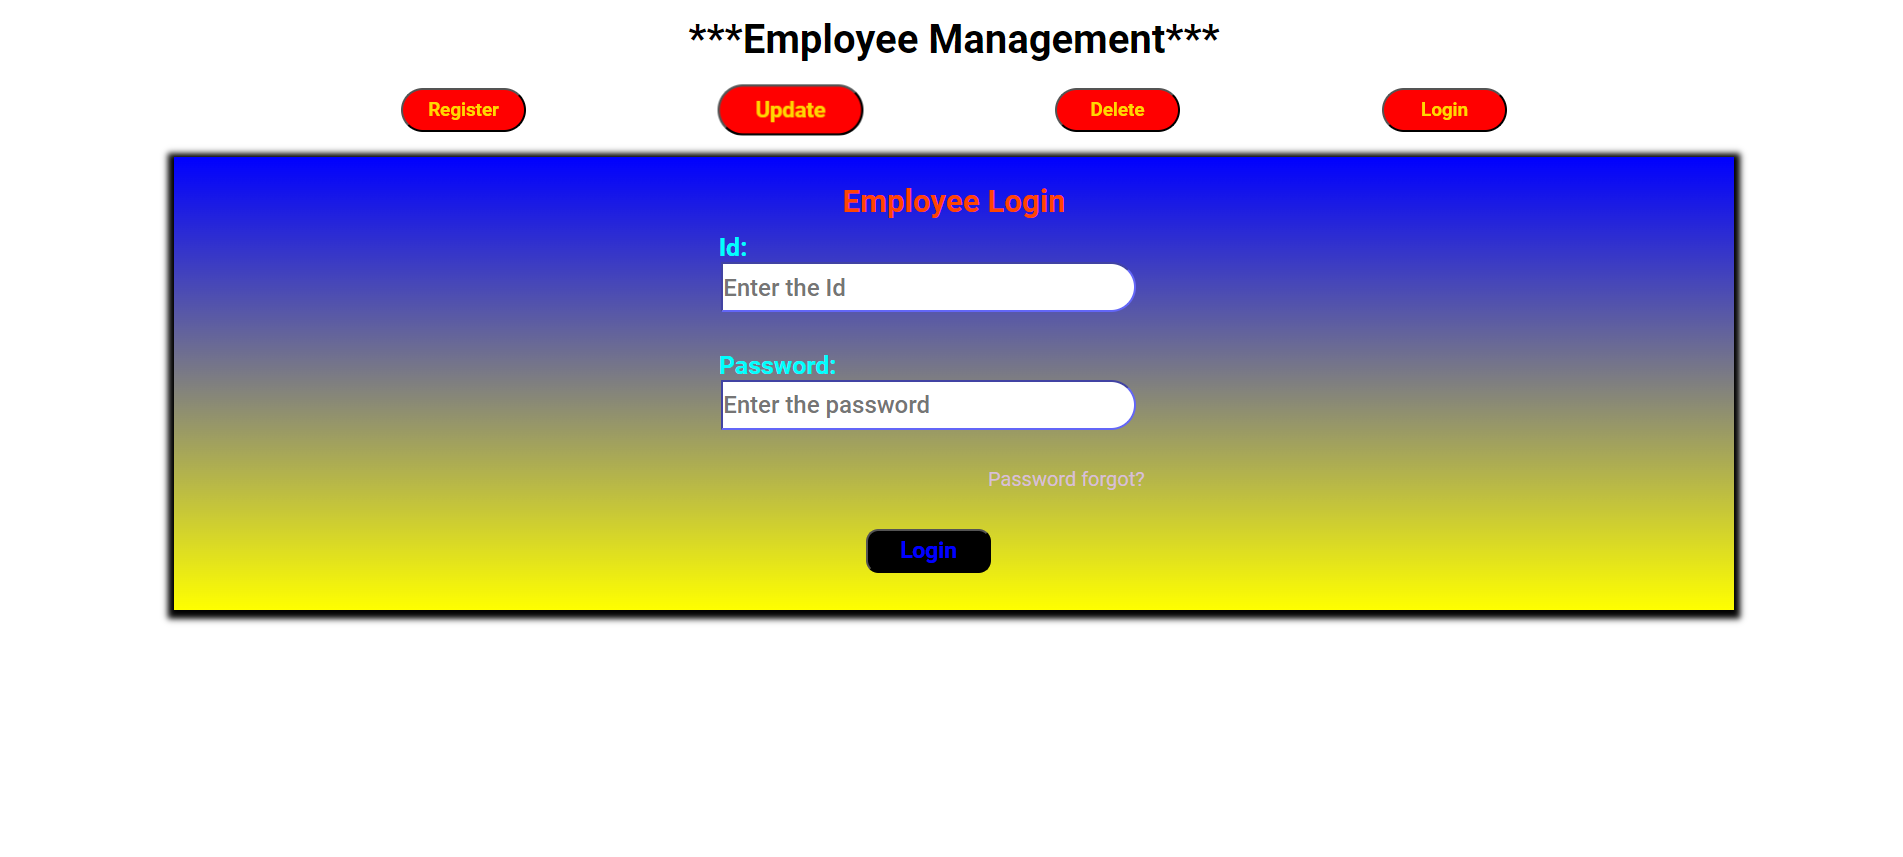 ***Employee Management***
Register Update Delete Login
Employee Login
Id:
Enter the Id
Password:
Enter the password
Password forgot?
Login